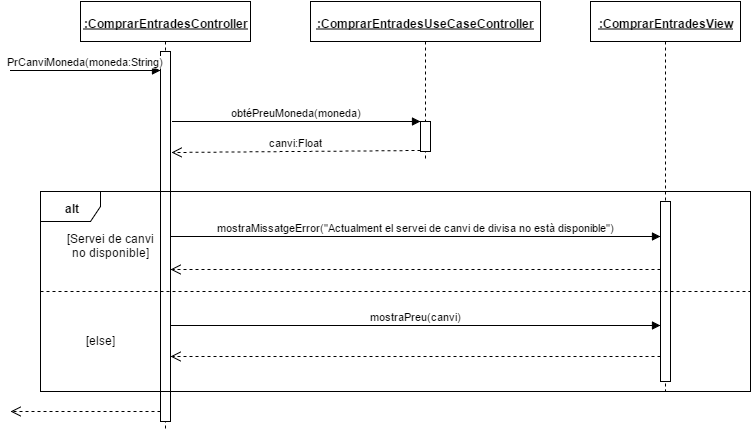 :ComprarEntradesController
:ComprarEntradesUseCaseController
:ComprarEntradesView
PrCanviMoneda(moneda:String)
obtéPreuMoneda(moneda)
canvi:Float
alt
[Servei de canvi
no disponible]
mostraMissatgeError("Actualment el servei de canvi de divisa no està disponible")
mostraPreu(canvi)
[else]